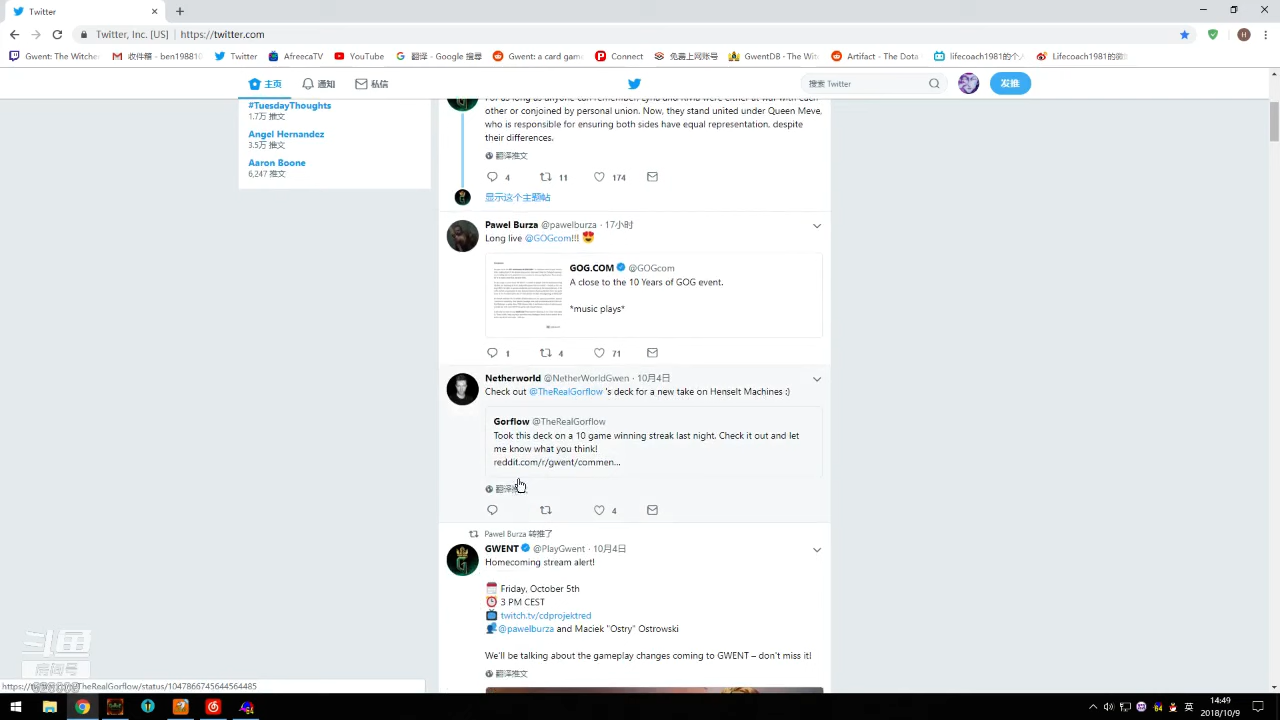 Twitter
Twitter, Inc. [US] | https://twitter.com
H
Gwent: The Witcher
收件箱 - ben19881
Twitter
AfreecaTV
YouTube
翻译 - Google 搜尋
Gwent: a card game
Connect
免蓋上网账号
GwentDB - The Wit
Artifact - The Dota
lifecoach1981的个人
Lifecoach1981的
主页
通知
私信
搜索 Twitter
发推
#TuesdayThoughts
1.7万 推文
Angel Hernandez
3.5万 推文
Aaron Boone
6,247 推文
other or conjoined by personal union. Now, they stand united under Queen Meve,
who is responsible for ensuring both sides have equal representation. despite
their differences.
翻译推文
4 11 174
显示这个主题帖
Pawel Burza @pawelburza · 17小时
Long live @GOGcom!!! 😍
GOG.COM @GOGcom
A close to the 10 Years of GOG event.
*music plays*
1 4 71
Netherworld @NetherWorldGwen · 10月4日
Check out @TheRealGorflow 's deck for a new take on Henselt Machines :)
Gorflow @TheRealGorflow
Took this deck on a 10 game winning streak last night. Check it out and let
me know what you think!
reddit.com/r/gwent/commen...
翻译推文
4
Pawel Burza 转推了
GWENT @PlayGwent · 10月4日
Homecoming stream alert!
Friday, October 5th
3 PM CEST
twitch.tv/cdprojektred
@pawelburza and Maciek "Ostry" Ostrowski
We'll be talking about the gameplay changes coming to GWENT – don't miss it!
翻译推文
TheRealGorflow/status/1047866745644564485
英
14:49
2018/10/9